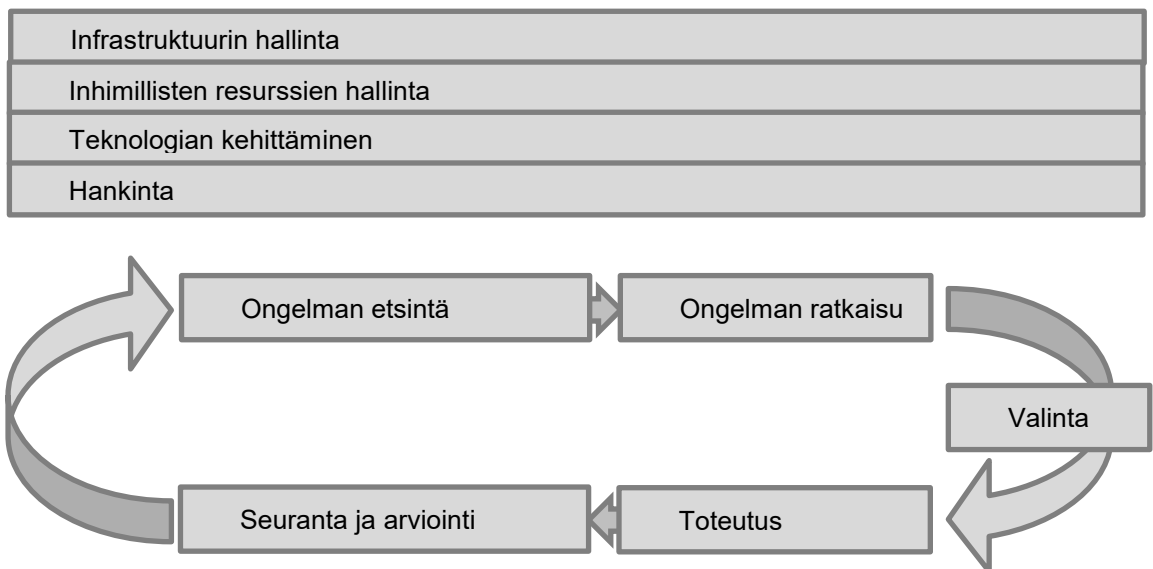 Infrastruktuurin hallinta
Inhimillisten resurssien hallinta
Teknologian kehittäminen
Hankinta
Ongelman etsintä
Ongelman ratkaisu
Valinta
Seuranta ja arviointi
Toteutus